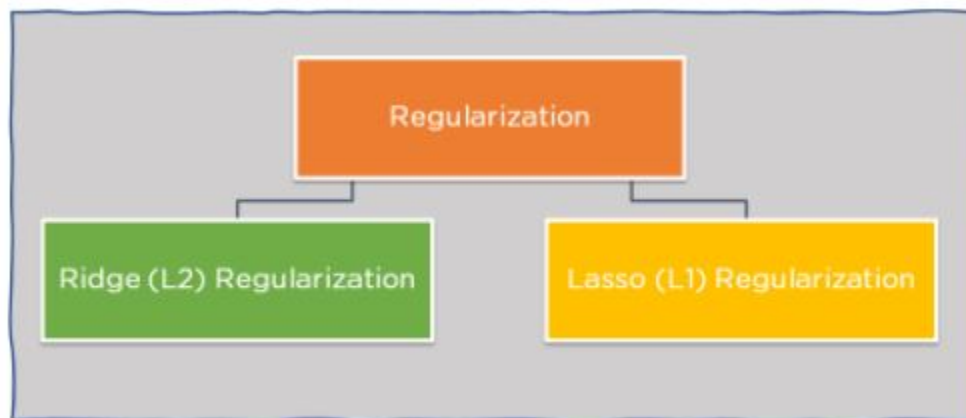 Regularization
Ridge (L2) Regularization
Lasso (L1) Regularization